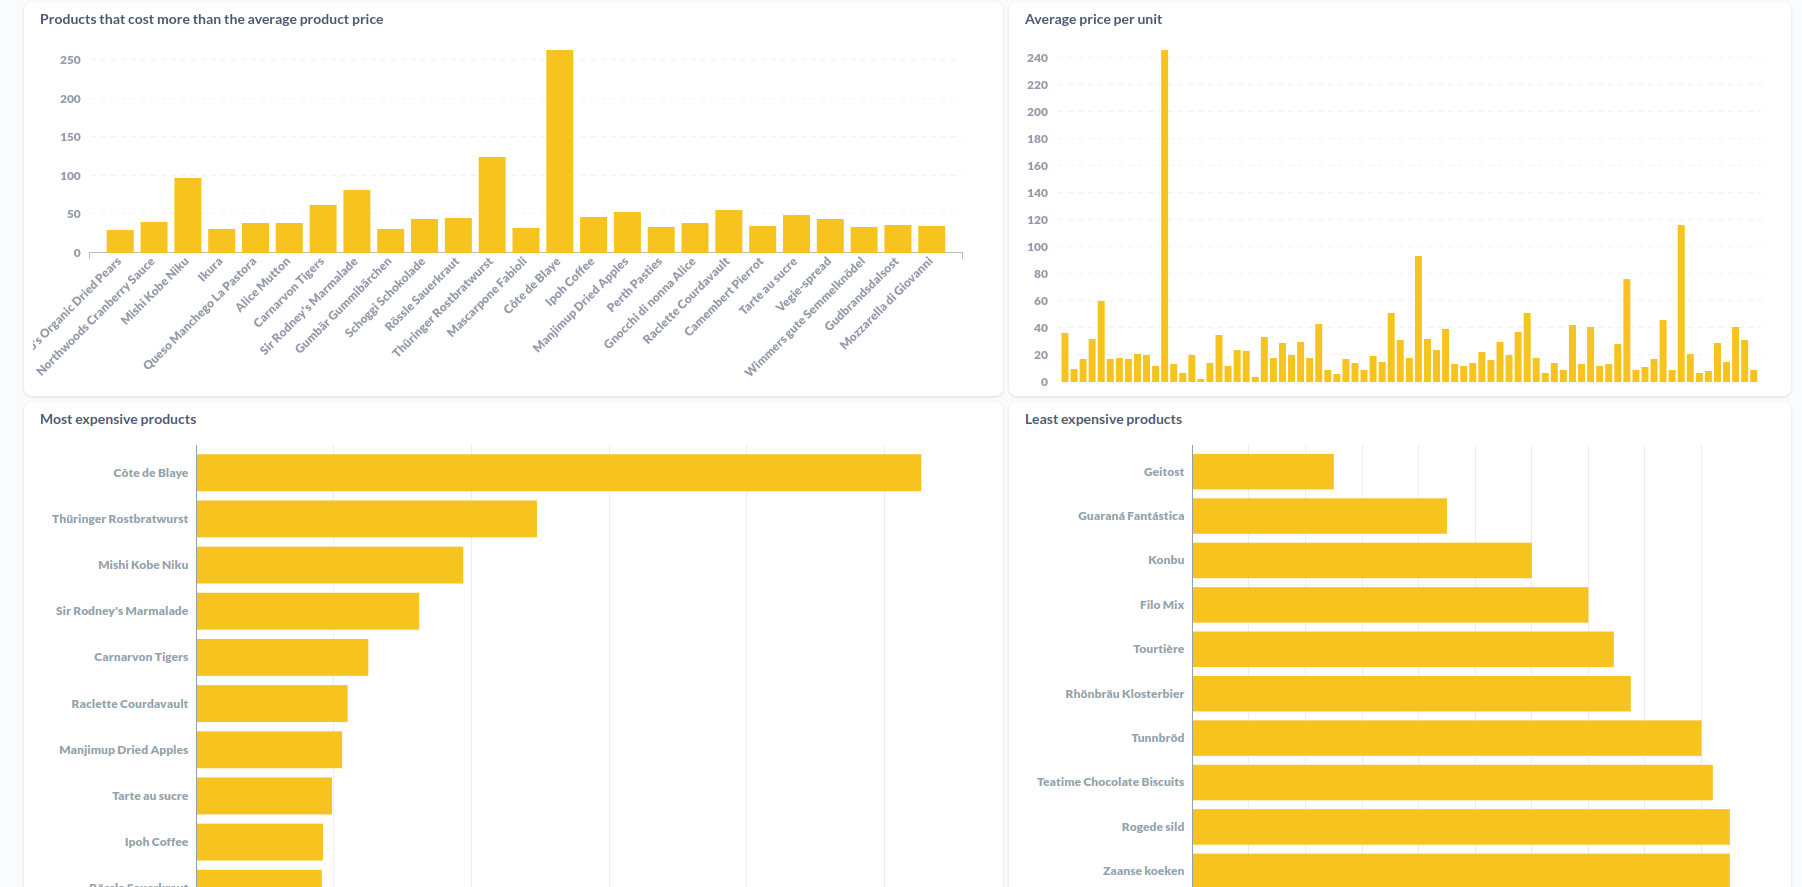 Products that cost more than the average product price
250
200
150
100
50
0
Organic Dried Pears
Northwoods Cranberry Sauce
Mishi Kobe Niku
Ikura
Queso Manchego La Pastora
Alice Mutton
Carnarvon Tigers
Sir Rodney's Marmalade
Gumbär Gummibärchen
Schoggi Schokolade
Rössle Sauerkraut
Thüringer Rostbratwurst
Mascarpone Fabioli
Côte de Blaye
Ipoh Coffee
Manjimup Dried Apples
Perth Pasties
Gnocchi di nonna Alice
Raclette Courdavault
Camembert Pierrot
Tarte au sucre
Vegie-spread
Wimmers gute Semmelknödel
Gudbrandsdalsost
Mozzarella di Giovanni
Average price per unit
240
220
200
180
160
140
120
100
80
60
40
20
0
Most expensive products
Côte de Blaye
Thüringer Rostbratwurst
Mishi Kobe Niku
Sir Rodney's Marmalade
Carnarvon Tigers
Raclette Courdavault
Manjimup Dried Apples
Tarte au sucre
Ipoh Coffee
Least expensive products
Geitost
Guaraná Fantástica
Konbu
Filo Mix
Tourtière
Rhönbräu Klosterbier
Tunnbröd
Teatime Chocolate Biscuits
Rogede sild
Zaanse koeken